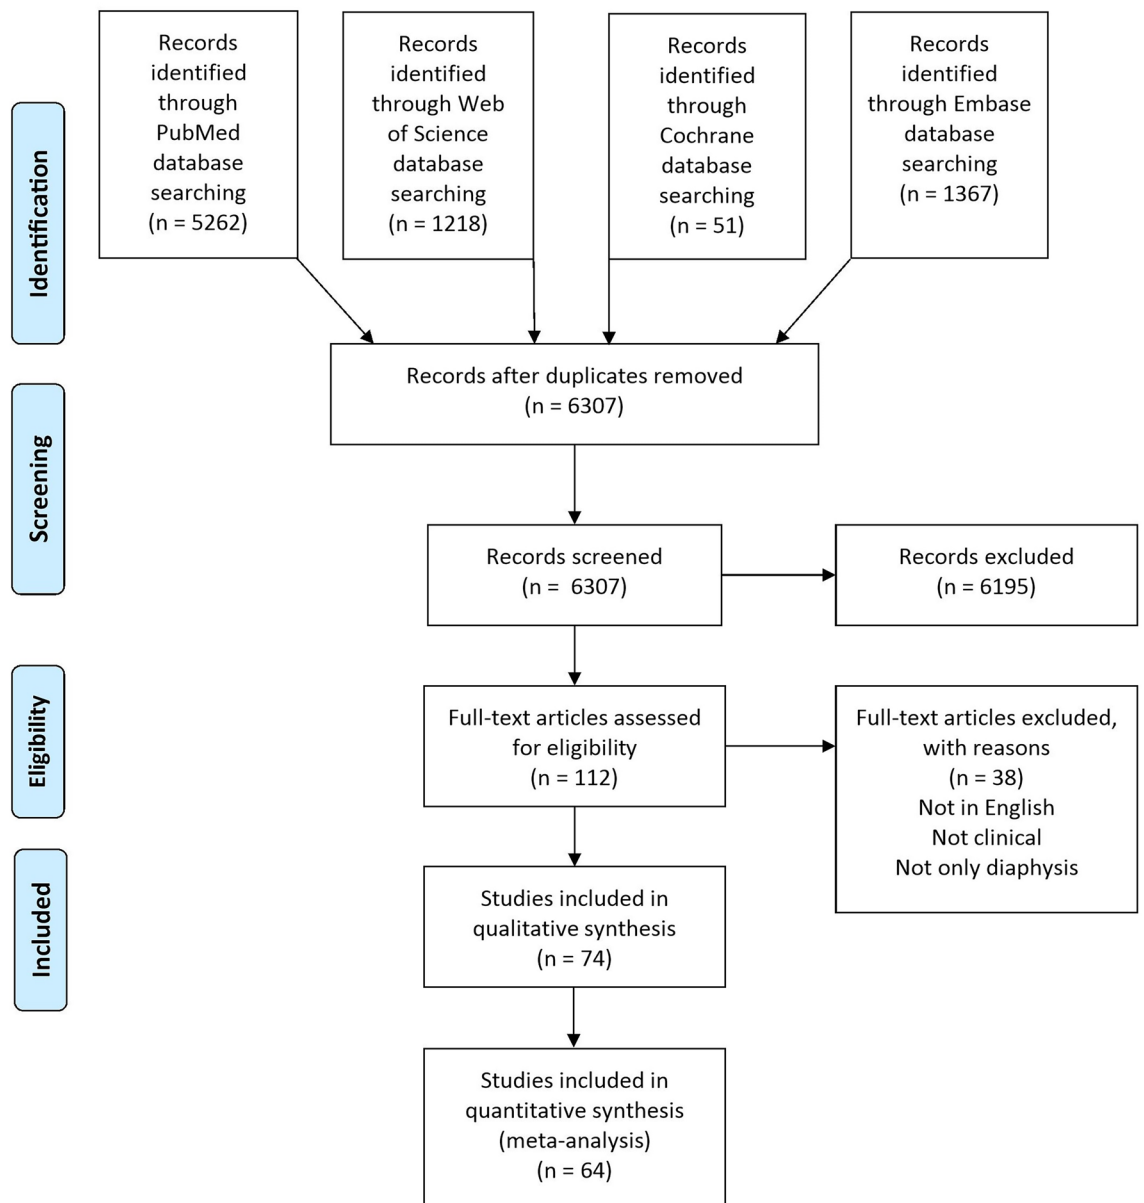 Identification
Records
identified
through
PubMed
database
searching
(n = 5262)
Records
identified
through Web
of Science
database
searching
(n = 1218)
Records
identified
through
Cochrane
database
searching
(n = 51)
Records
identified
through Embase
database
searching
(n = 1367)
Records after duplicates removed
(n = 6307)
Screening
Records screened
(n =  6307)
Records excluded
(n = 6195)
Eligibility
Full-text articles assessed
for eligibility
(n = 112)
Full-text articles excluded,
with reasons
(n = 38)
Not in English
Not clinical
Not only diaphysis
Included
Studies included in
qualitative synthesis
(n = 74)
Studies included in
quantitative synthesis
(meta-analysis)
(n = 64)